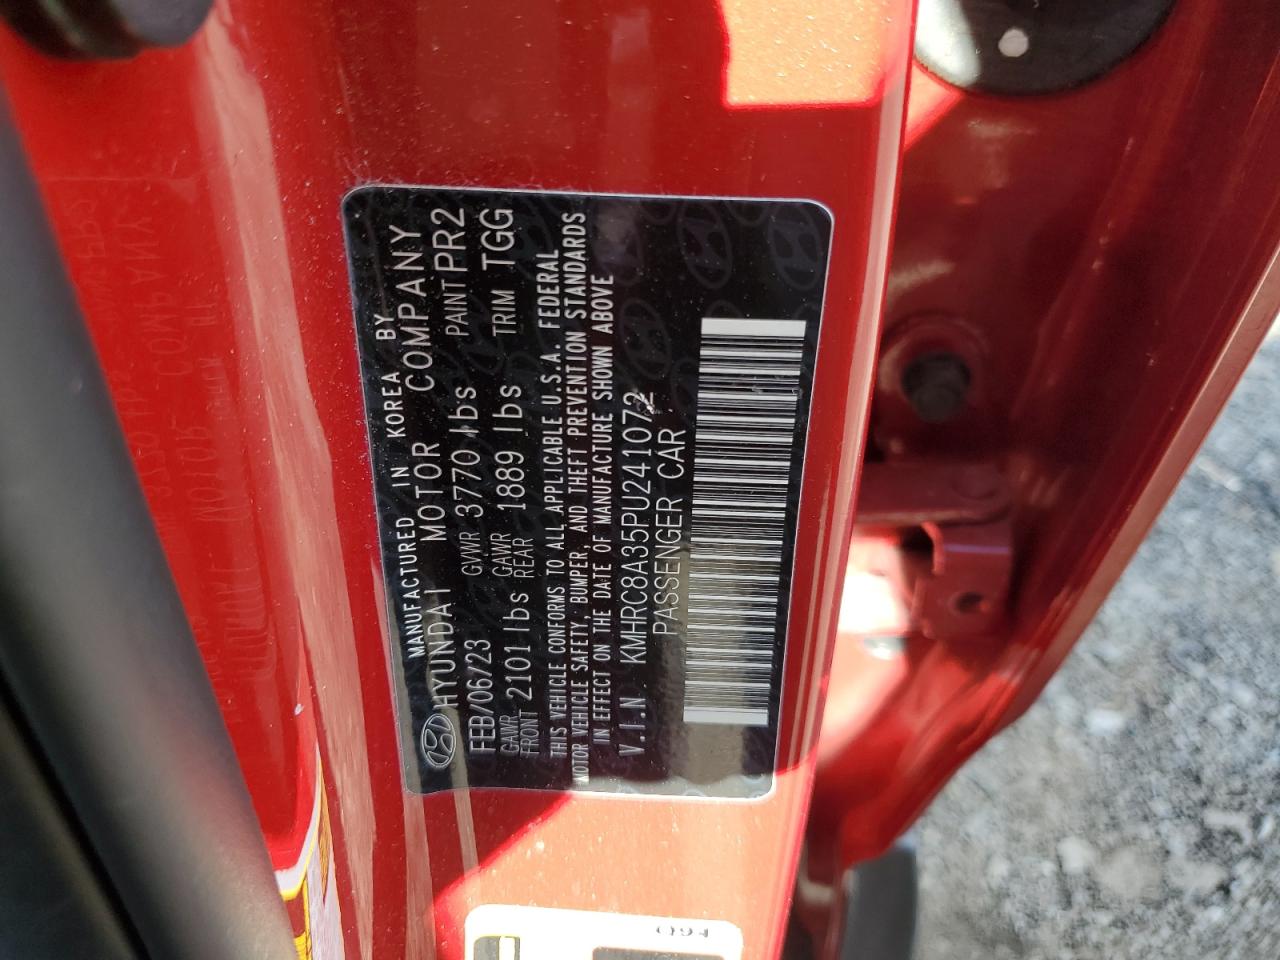 MANUFACTURED IN KOREA BY
HYUNDAI MOTOR COMPANY
FEB/06/23 GVWR 3770 lbs PAINT PR2
GAWR FRONT 2101 lbs GAWR REAR 1889 lbs TRIM TGG
THIS VEHICLE CONFORMS TO ALL APPLICABLE U.S.A. FEDERAL
MOTOR VEHICLE SAFETY, BUMPER, AND THEFT PREVENTION STANDARDS
IN EFFECT ON THE DATE OF MANUFACTURE SHOWN ABOVE
V.I.N KMHRC8A35PU241072
PASSENGER CAR